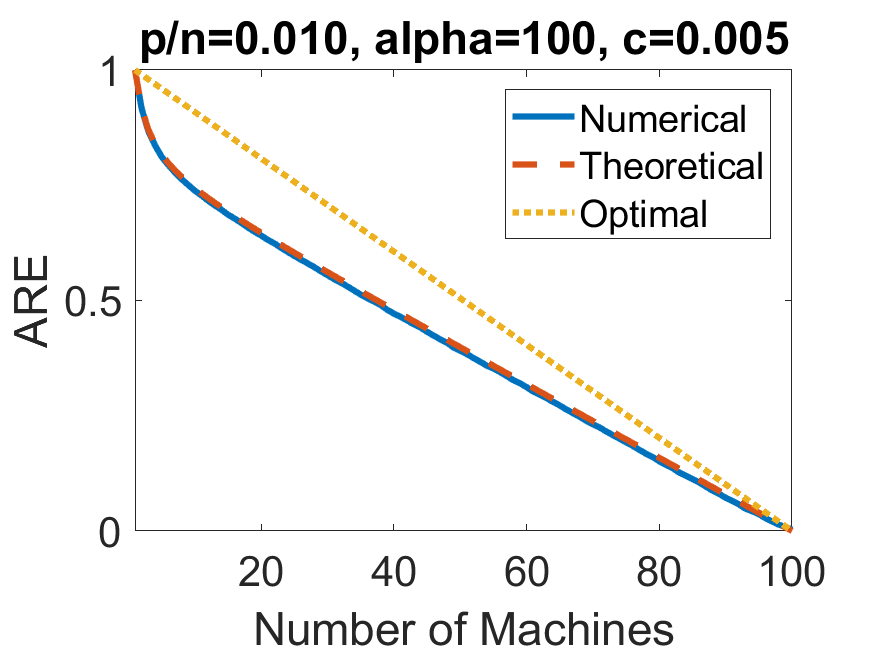 p/n=0.010, alpha=100, c=0.005
1
0.5
0
ARE
Numerical
Theoretical
Optimal
20 40 60 80 100
Number of Machines